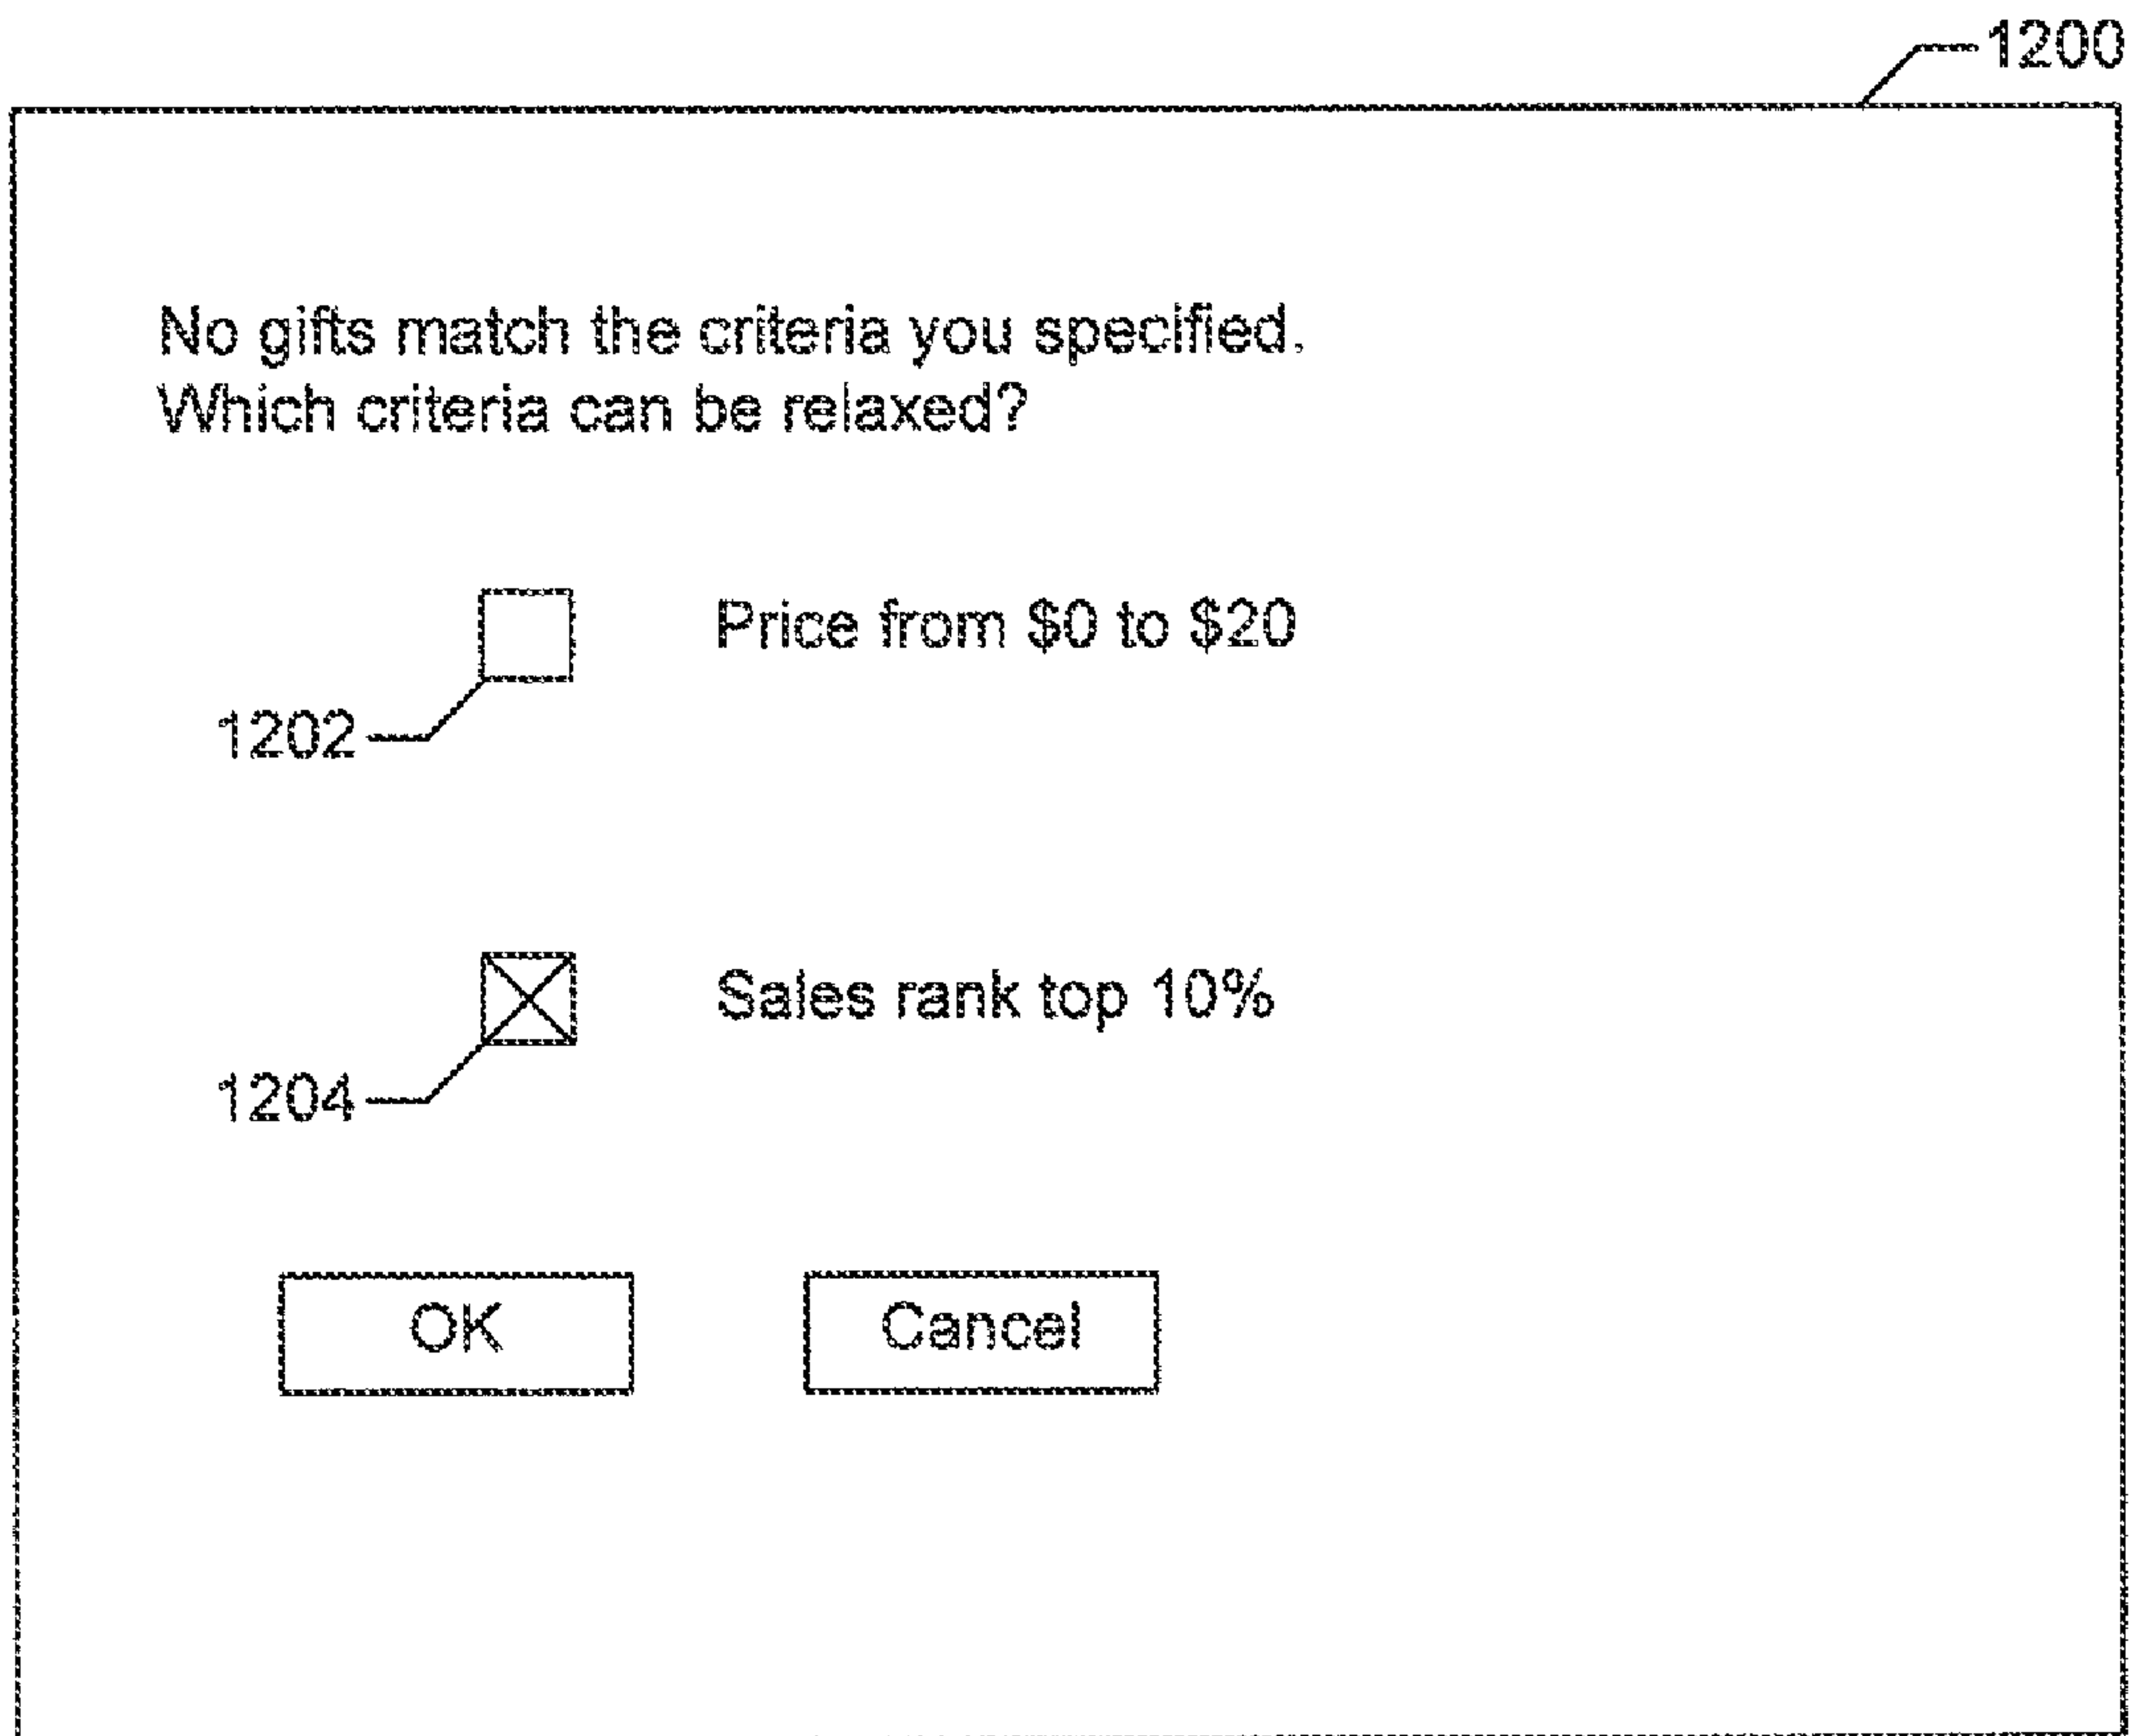 1200
No gifts match the criteria you specified.
Which criteria can be relaxed?
Price from $0 to $20
1202
Sales rank top 10%
1204
OK Cancel